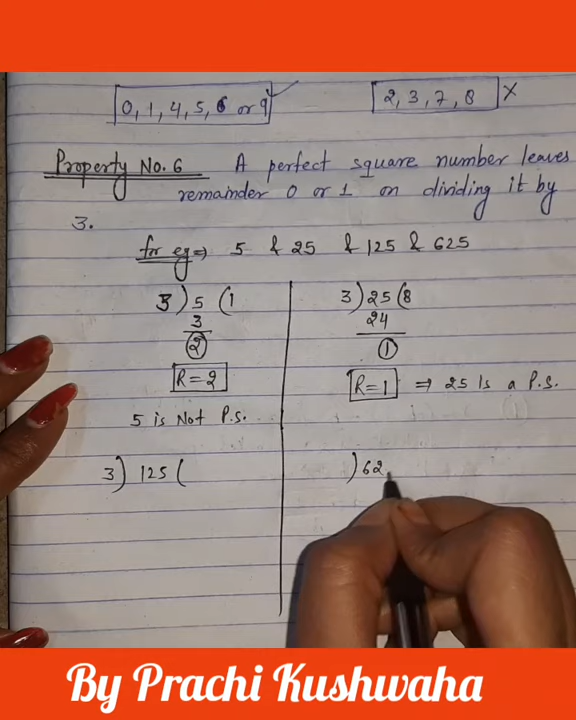 0, 1, 4, 5, 6 or 9 ✓
2, 3, 7, 8 X
Property No. 6 A perfect square number leaves
remainder 0 or 1 on dividing it by
3.
for eg ⇒ 5 & 25 & 125 & 625
3 ) 5 ( 1
3
2
R = 2
5 is Not P.S.
3 ) 25 ( 8
24
1
R = 1 ⇒ 25 Is a P.S.
3 ) 125 (
) 62
By Prachi Kushwaha